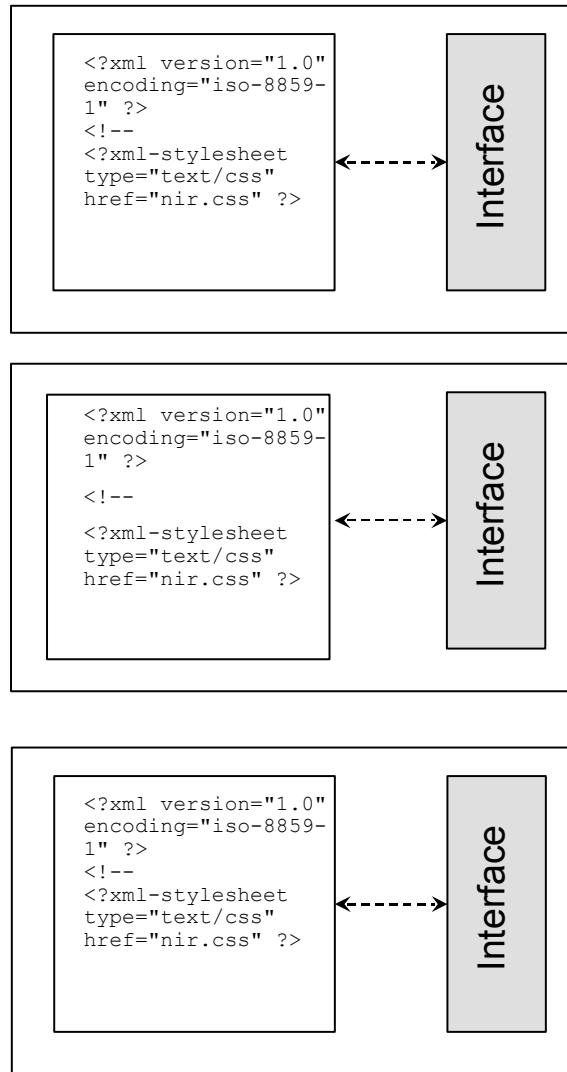 <?xml version="1.0"
encoding="iso-8859-
1" ?>
<!--
<?xml-stylesheet
type="text/css"
href="nir.css" ?>
Interface
<?xml version="1.0"
encoding="iso-8859-
1" ?>
<!--
<?xml-stylesheet
type="text/css"
href="nir.css" ?>
Interface
<?xml version="1.0"
encoding="iso-8859-
1" ?>
<!--
<?xml-stylesheet
type="text/css"
href="nir.css" ?>
Interface